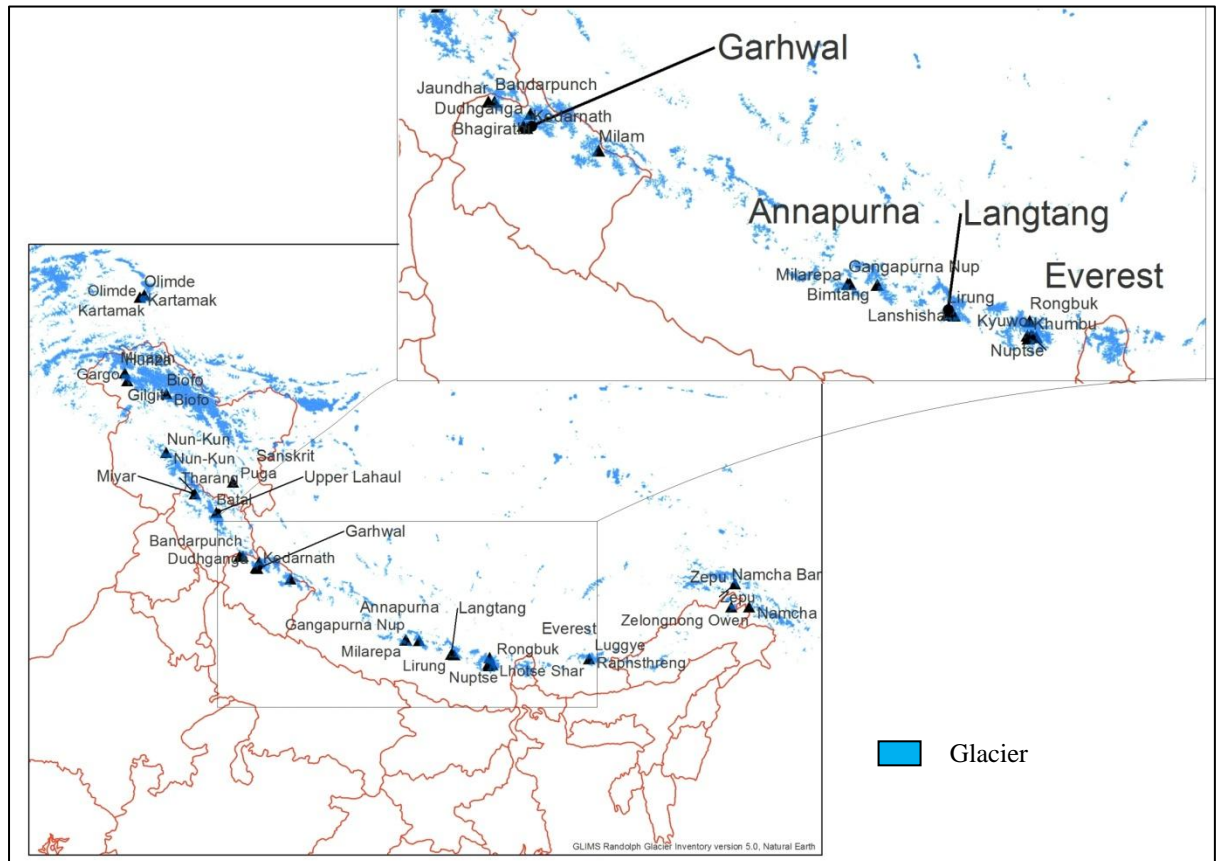 Garhwal
Jaundhar
Bandarpunch
Dudhganga
Kedarnath
Milam
Annapurna
Langtang
Milarepa
Gangapurna Nup
Bimtang
Lirung
Everest
Rongbuk
Khumbu
Nuptse
Olimde
Olimde
Kartamak
Kartamak
Gargo
Biofo
Gilgit
Biofo
Nun-Kun
Nun-Kun
Sanskrit
Miyar
Tharang
Puga
Upper Lahaul
Batal
Garhwal
Bandarpunch
Dudhganga
Kedarnath
Annapurna
Langtang
Gangapurna Nup
Milarepa
Lirung
Everest
Rongbuk
Nuptse
Lhotse Shar
Luggye
Raphsthreng
Zepu
Namcha Bar
Zepu
Zelongnong Owen
Namcha
Glacier
GLIMS Randolph Glacier Inventory version 5.0, Natural Earth